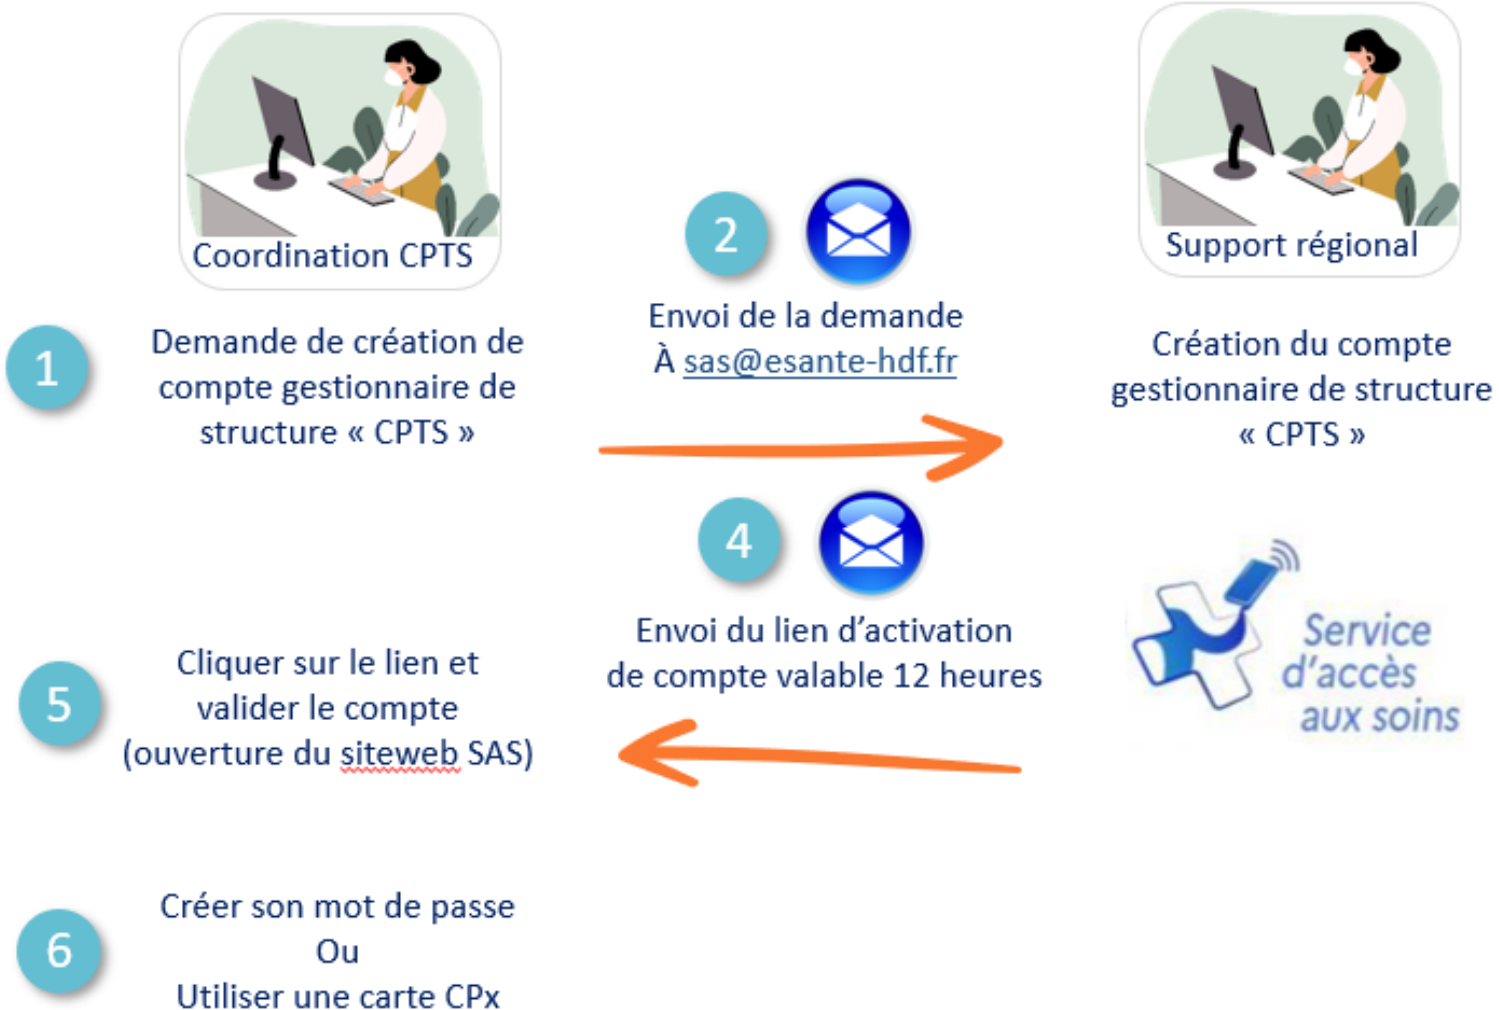 Coordination CPTS
1
Demande de création de
compte gestionnaire de
structure « CPTS »
2
Envoi de la demande
À sas@esante-hdf.fr
Support régional
Création du compte
gestionnaire de structure
« CPTS »
4
Envoi du lien d’activation
de compte valable 12 heures
Service
d’accès
aux soins
5
Cliquer sur le lien et
valider le compte
(ouverture du siteweb SAS)
6
Créer son mot de passe
Ou
Utiliser une carte CPx